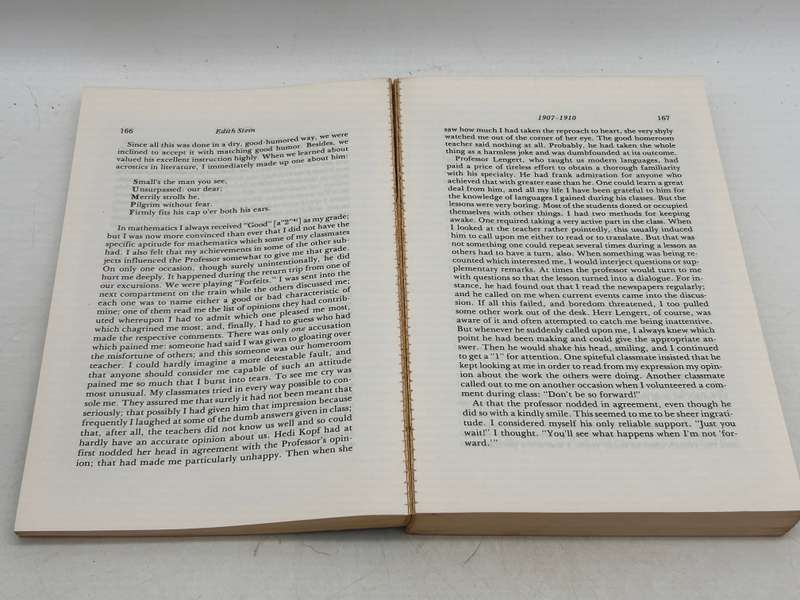 166
Edith Stein
Since all this was done in a dry, good-humored way, we were
inclined to accept it with matching good humor. Besides, we
valued his excellent instruction highly. When we learned about
acrostics in literature, I immediately made up one about him:
Small's the man you see,
Unsurpassed: our dear;
Merrily strolls he,
Pilgrim without fear.
Firmly fits his cap o'er both his ears.
In mathematics I always received "Good" [a "2"] as my grade;
but I was now more convinced than ever that I did not have the
specific aptitude for mathematics which some of my classmates
had. I also felt that my achievements in some of the other sub-
jects influenced the Professor somewhat to give me that grade.
On only one occasion, though surely unintentionally, he did
hurt me deeply. It happened during the return trip from one of
our excursions. We were playing "Forfeits." I was sent into the
next compartment on the train while the others discussed me;
each one was to name either a good or bad characteristic of
mine; one of them read me the list of opinions they had contrib-
uted whereupon I had to admit which one pleased me most,
which chagrined me most, and, finally, I had to guess who had
made the respective comments. There was only one accusation
which pained me: someone had said I was given to gloating over
the misfortune of others; and this someone was our homeroom
teacher. I could hardly imagine a more detestable fault, and
that anyone should consider me capable of such an attitude
pained me so much that I burst into tears. To see me cry was
most unusual. My classmates tried in every way possible to con-
sole me. They assured me that surely it had not been meant that
seriously; that possibly I had given him that impression because
frequently I laughed at some of the dumb answers given in class;
that, after all, the teachers did not know us well and so could
hardly have an accurate opinion about us. Hedi Kopf had at
first nodded her head in agreement with the Professor's opin-
ion; that had made me particularly unhappy. Then when she
1907-1910
167
saw how much I had taken the reproach to heart, she very shyly
watched me out of the corner of her eye. The good homeroom
teacher said nothing at all. Probably, he had taken the whole
thing as a harmless joke and was dumbfounded at its outcome.
Professor Lengert, who taught us modern languages, had
paid a price of tireless effort to obtain a thorough familiarity
with his specialty. He had frank admiration for anyone who
achieved that with greater ease than he. One could learn a great
deal from him, and all my life I have been grateful to him for
the knowledge of languages I gained during his classes. But the
lessons were very boring. Most of the students dozed or occupied
themselves with other things. I had two methods for keeping
awake. One required taking a very active part in the class. When
I looked at the teacher rather pointedly, this usually induced
him to call upon me either to read or to translate. But that was
not something one could repeat several times during a lesson as
others had to have a turn, also. When something was being re-
counted which interested me, I would interject questions or sup-
plementary remarks. At times the professor would turn to me
with questions so that the lesson turned into a dialogue. For in-
stance, he had found out that I read the newspapers regularly;
and he called on me when current events came into the discus-
sion. If all this failed, and boredom threatened, I too pulled
some other work out of the desk. Herr Lengert, of course, was
aware of it and often attempted to catch me being inattentive.
But whenever he suddenly called upon me, I always knew which
point he had been making and could give the appropriate an-
swer. Then he would shake his head, smiling, and I continued
to get a "1" for attention. One spiteful classmate insisted that he
kept looking at me in order to read from my expression my opin-
ion about the work the others were doing. Another classmate
called out to me on another occasion when I volunteered a com-
ment during class: "Don't be so forward!"
At that the professor nodded in agreement, even though he
did so with a kindly smile. This seemed to me to be sheer ingrati-
tude. I considered myself his only reliable support. "Just you
wait!" I thought. "You'll see what happens when I'm not 'for-
ward.'"